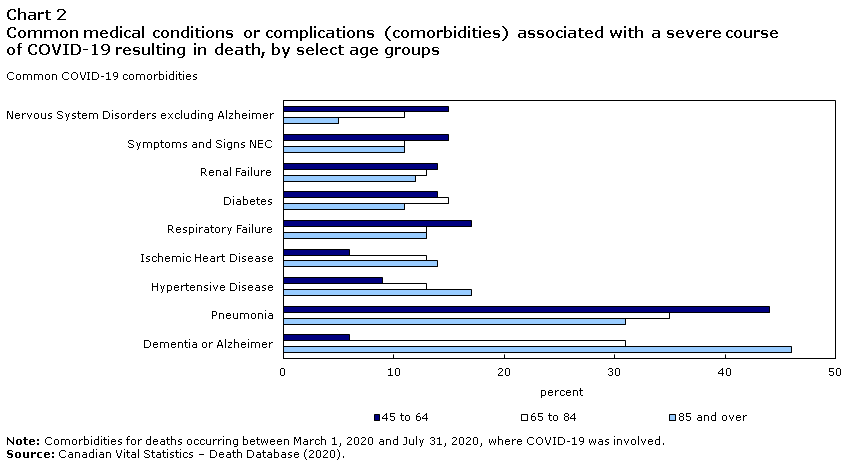 Chart 2
Common medical conditions or complications (comorbidities) associated with a severe course
of COVID-19 resulting in death, by select age groups
Common COVID-19 comorbidities
Nervous System Disorders excluding Alzheimer
Symptoms and Signs NEC
Renal Failure
Diabetes
Respiratory Failure
Ischemic Heart Disease
Hypertensive Disease
Pneumonia
Dementia or Alzheimer
0 10 20 30 40 50
percent
45 to 64 65 to 84 85 and over
Note: Comorbidities for deaths occurring between March 1, 2020 and July 31, 2020, where COVID-19 was involved.
Source: Canadian Vital Statistics – Death Database (2020).